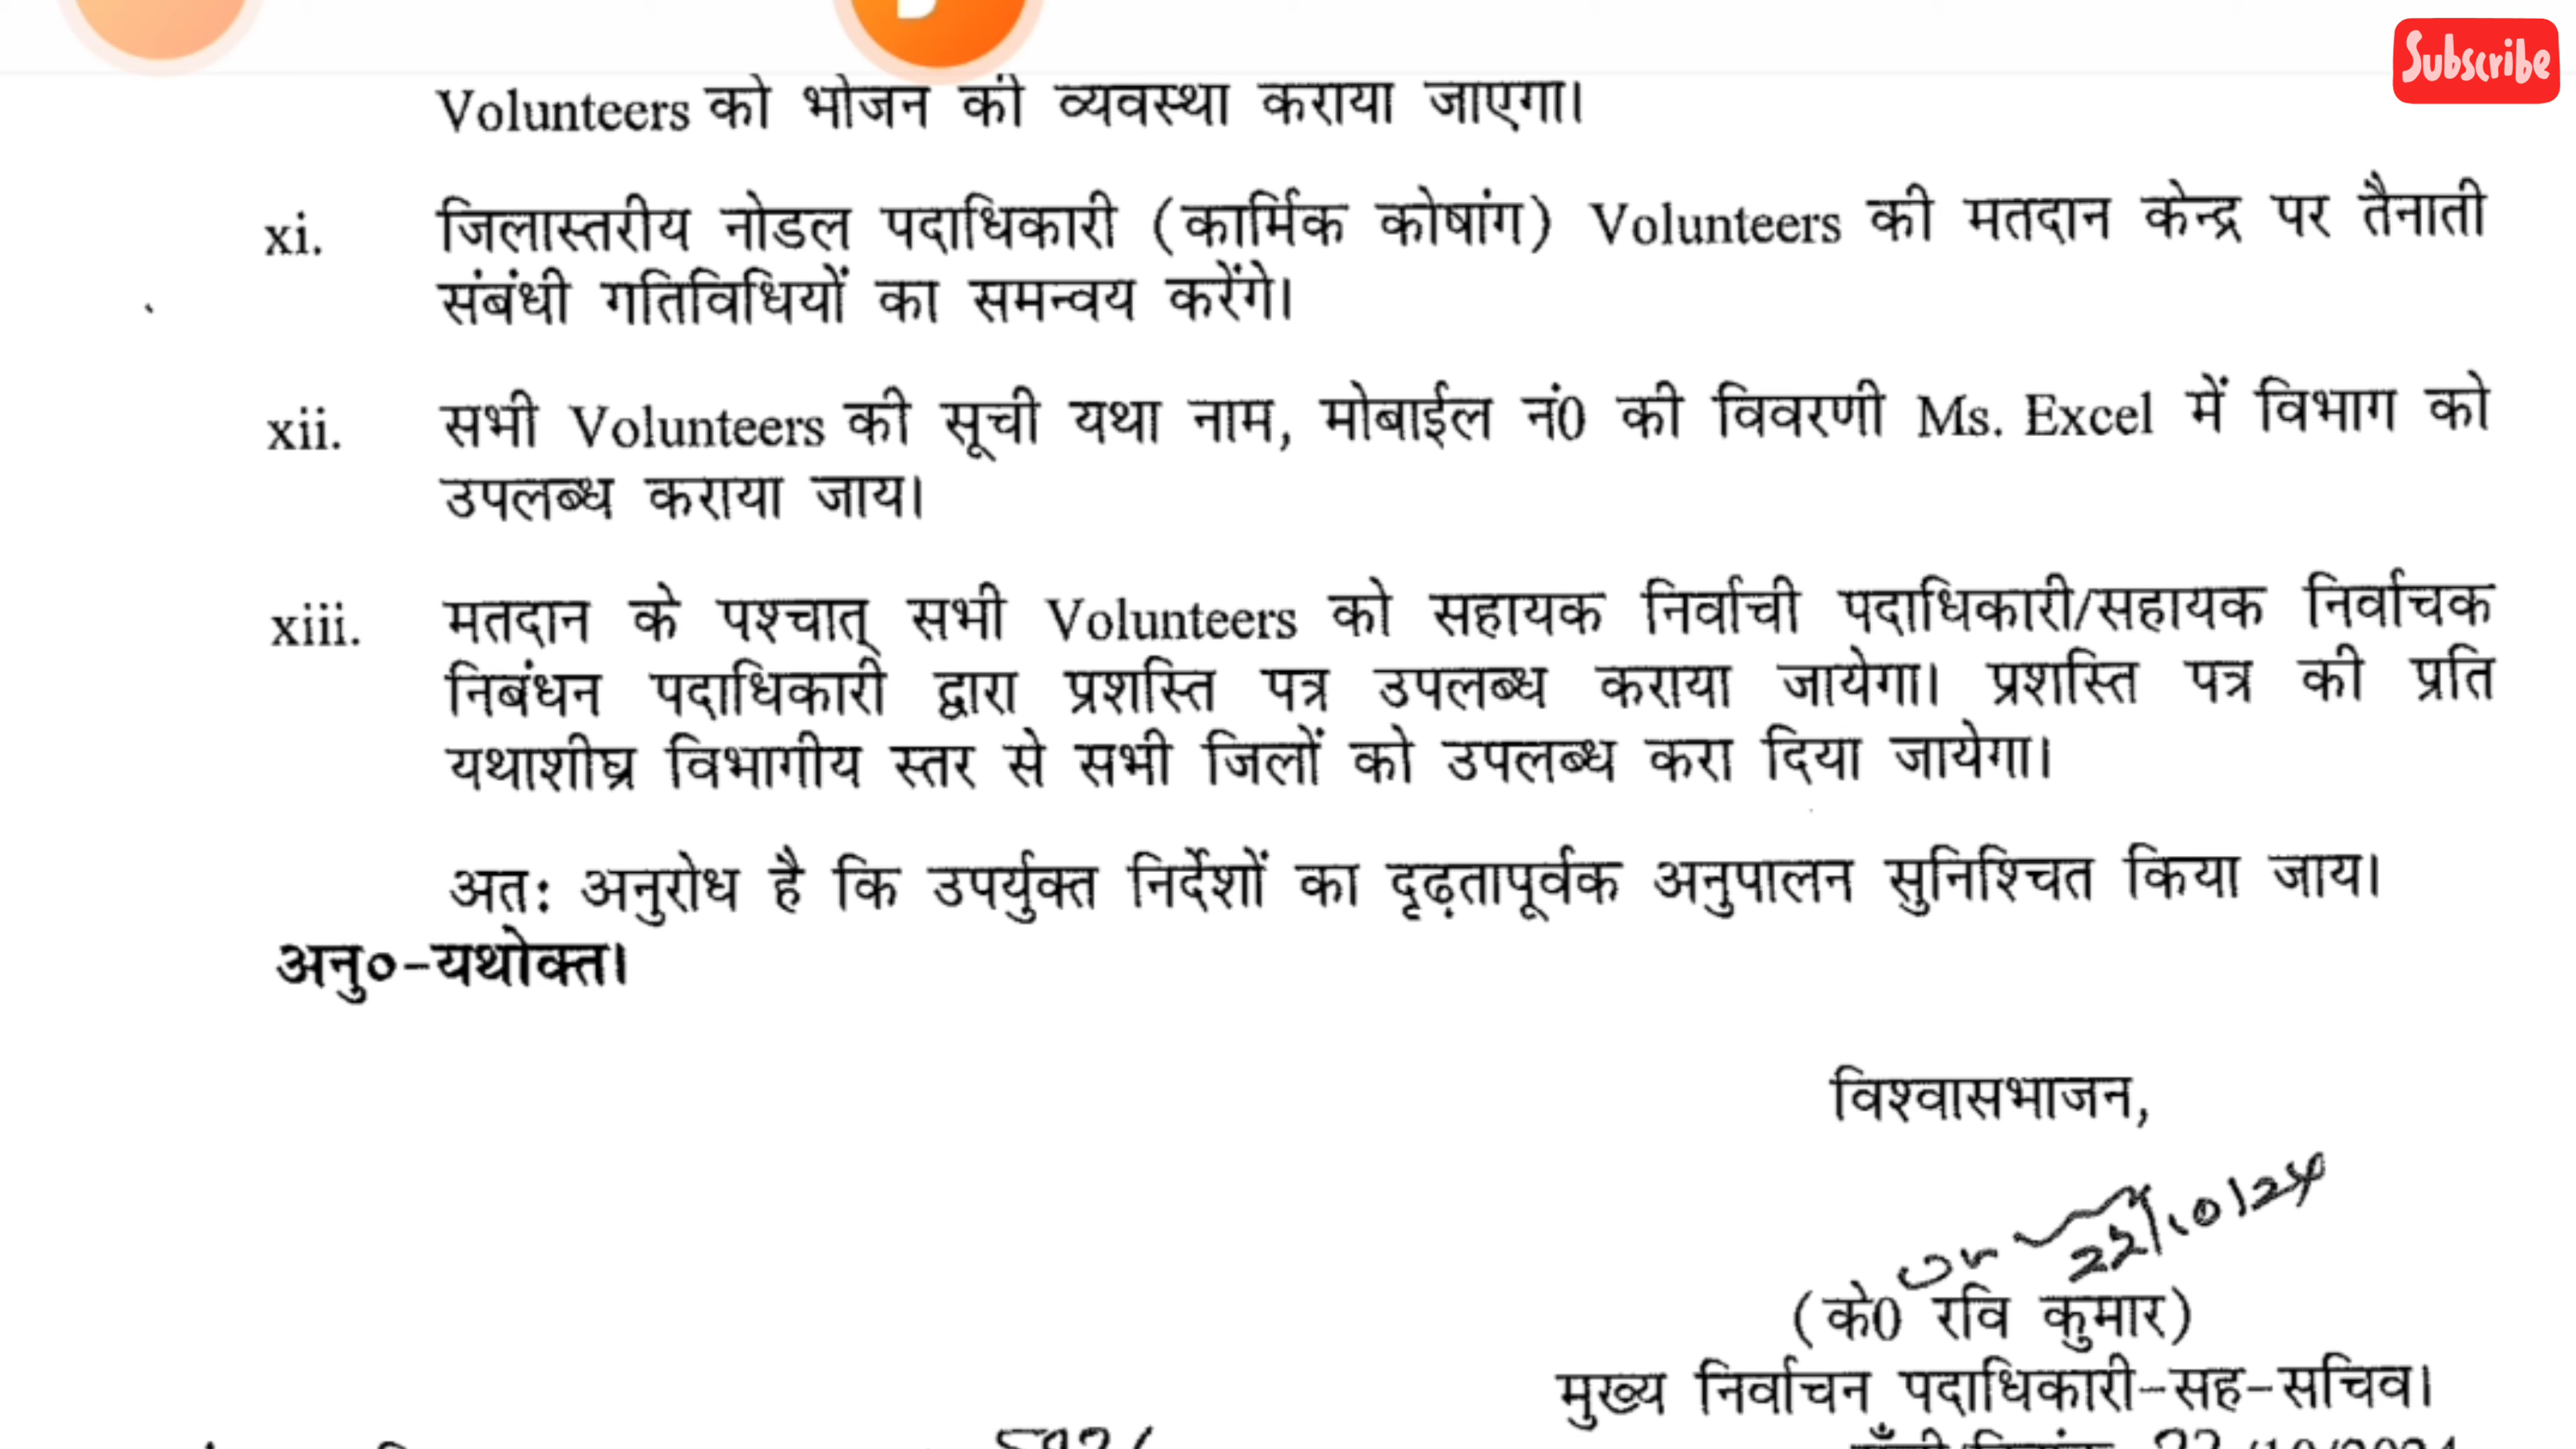 Subscribe
Volunteers को भोजन की व्यवस्था कराया जाएगा।
xi. जिलास्तरीय नोडल पदाधिकारी (कार्मिक कोषांग) Volunteers की मतदान केन्द्र पर तैनाती
संबंधी गतिविधियों का समन्वय करेंगे।
xii. सभी Volunteers की सूची यथा नाम, मोबाईल नं0 की विवरणी Ms. Excel में विभाग को
उपलब्ध कराया जाय।
xiii. मतदान के पश्चात् सभी Volunteers को सहायक निर्वाची पदाधिकारी/सहायक निर्वाचक
निबंधन पदाधिकारी द्वारा प्रशस्ति पत्र उपलब्ध कराया जायेगा। प्रशस्ति पत्र की प्रति
यथाशीघ्र विभागीय स्तर से सभी जिलों को उपलब्ध करा दिया जायेगा।
अतः अनुरोध है कि उपर्युक्त निर्देशों का दृढ़तापूर्वक अनुपालन सुनिश्चित किया जाय।
अनु०-यथोक्त।
विश्वासभाजन,
22/10/24
(के0 रवि कुमार)
मुख्य निर्वाचन पदाधिकारी-सह-सचिव।